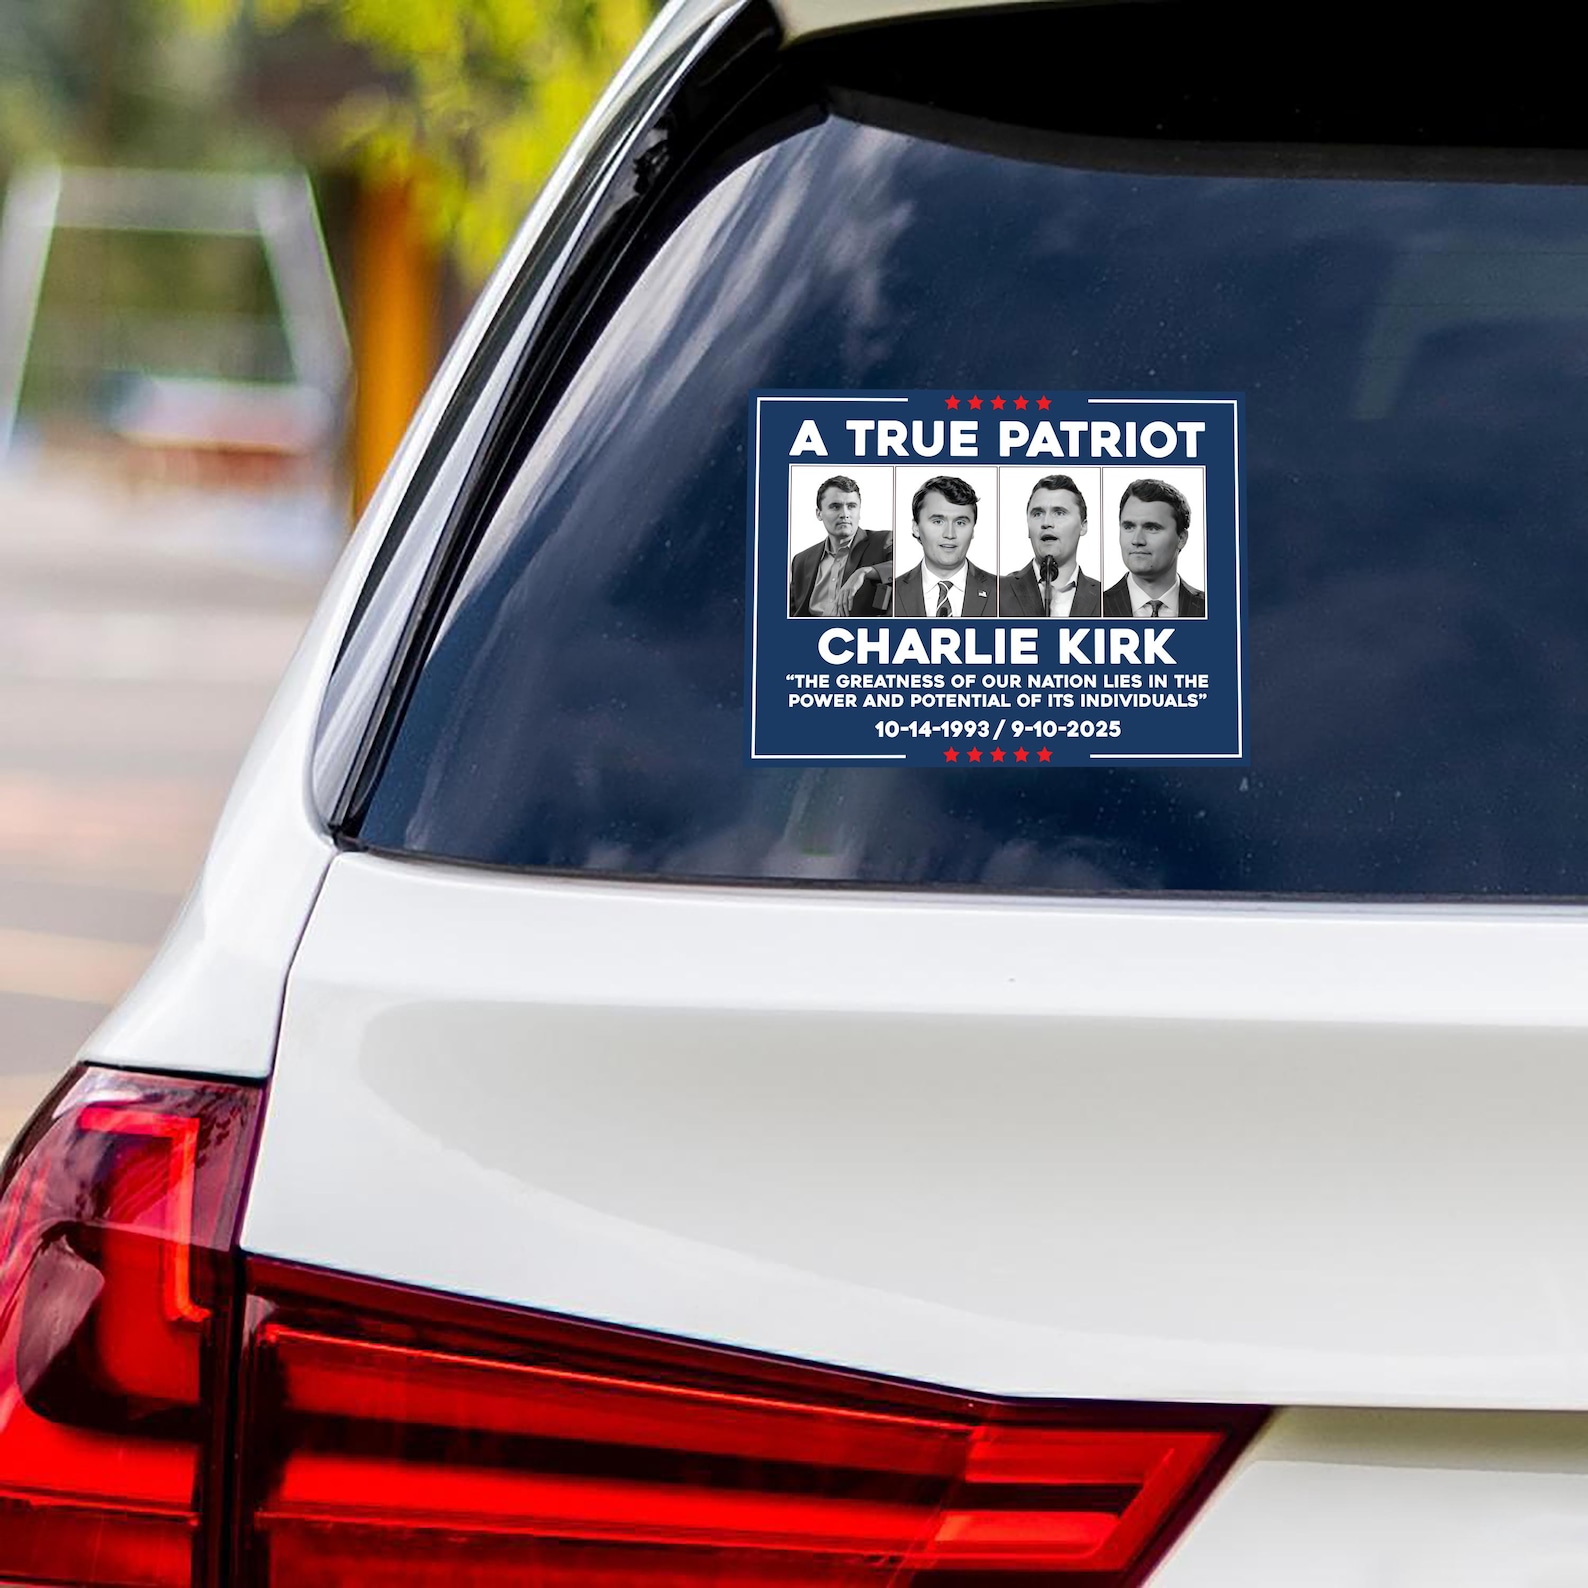 A TRUE PATRIOT
CHARLIE KIRK
“THE GREATNESS OF OUR NATION LIES IN THE
POWER AND POTENTIAL OF ITS INDIVIDUALS”
10-14-1993 / 9-10-2025